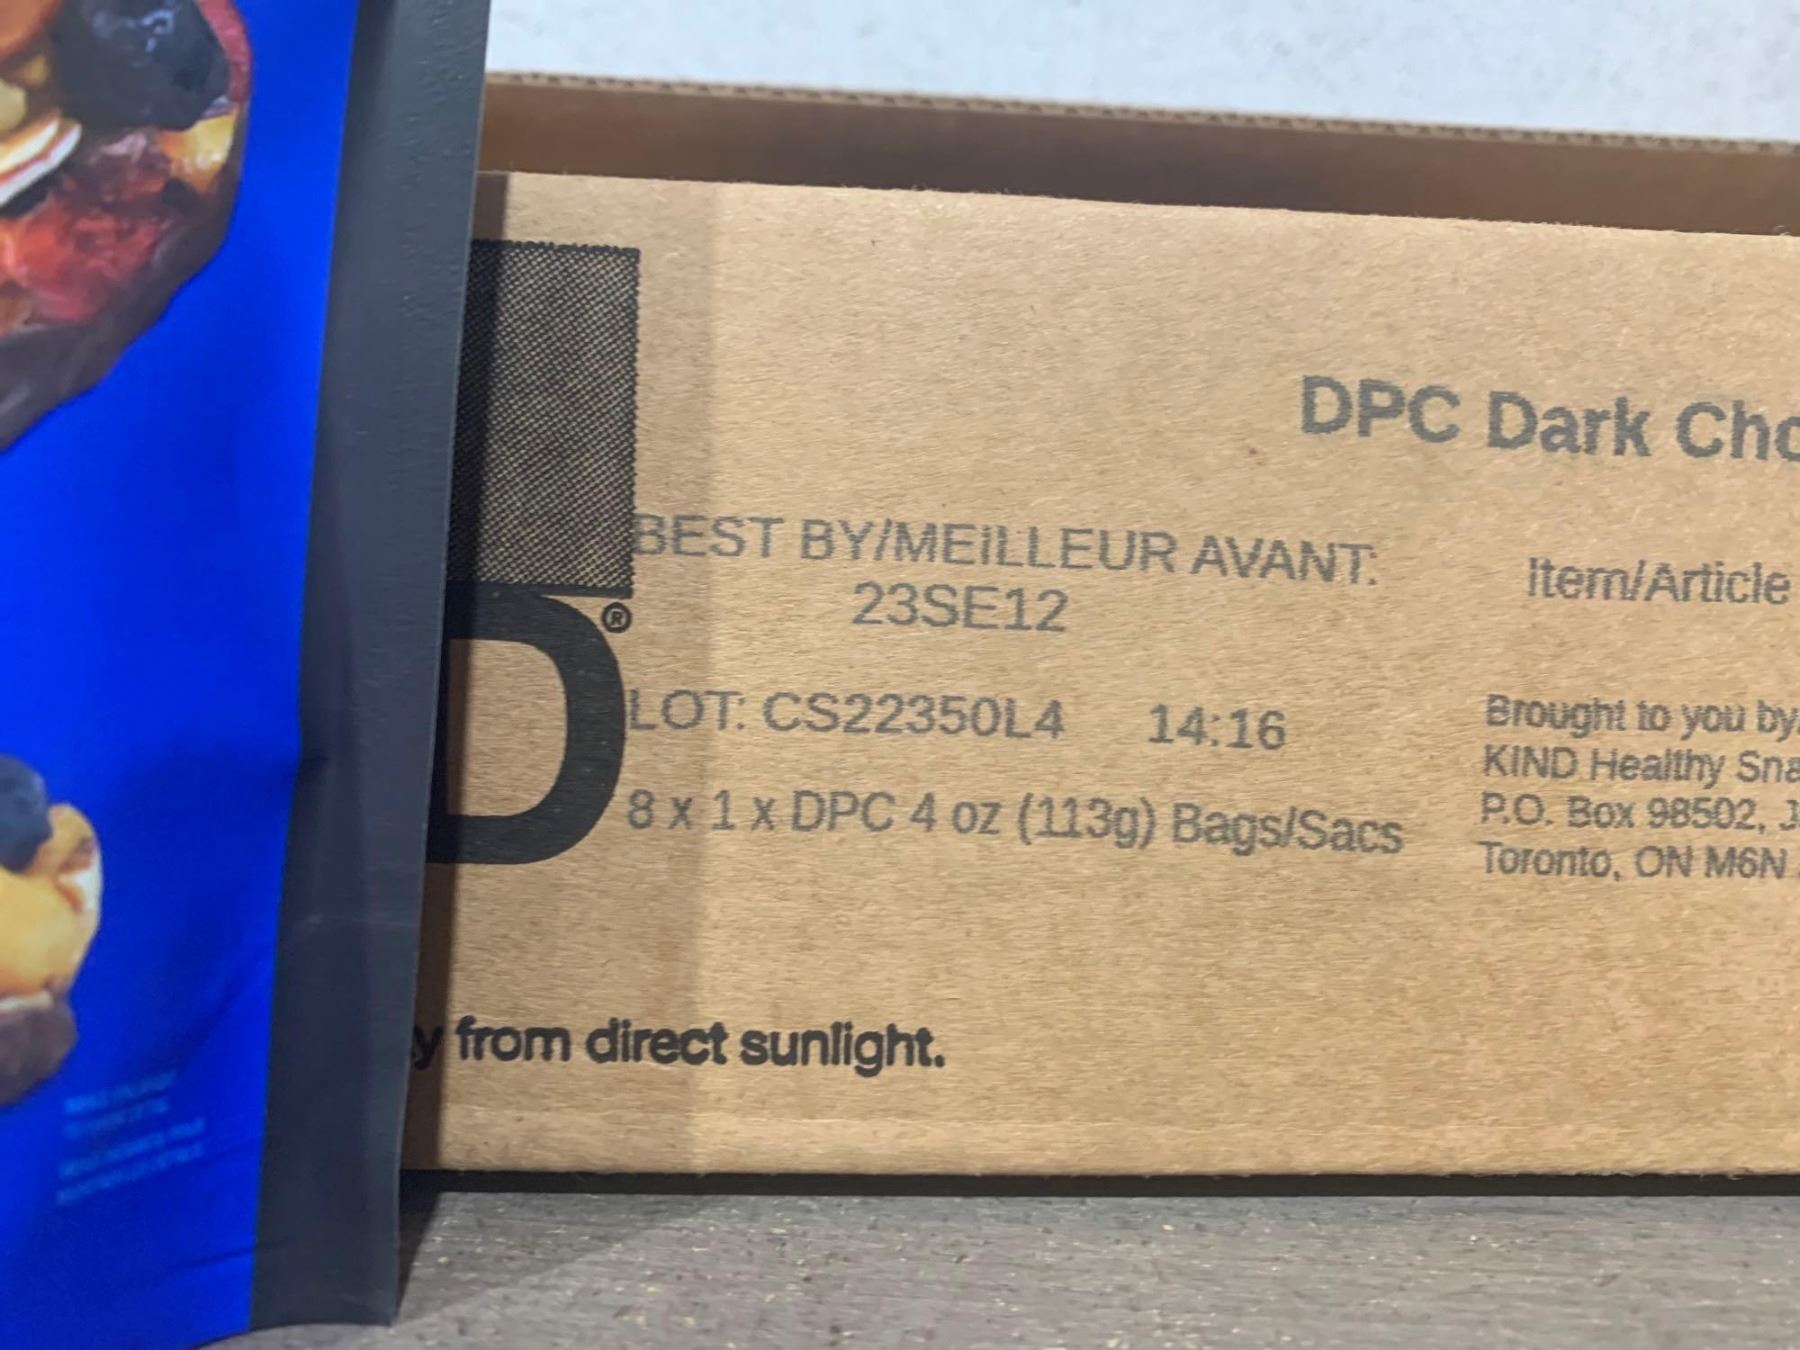 DPC Dark Cho
BEST BY/MEILLEUR AVANT:
23SE12
Item/Article
D®
LOT: CS22350L4 14:16
8 x 1 x DPC 4 oz (113g) Bags/Sacs
Brought to you by/
KIND Healthy Sna
P.O. Box 98502, J
Toronto, ON M6N
y from direct sunlight.